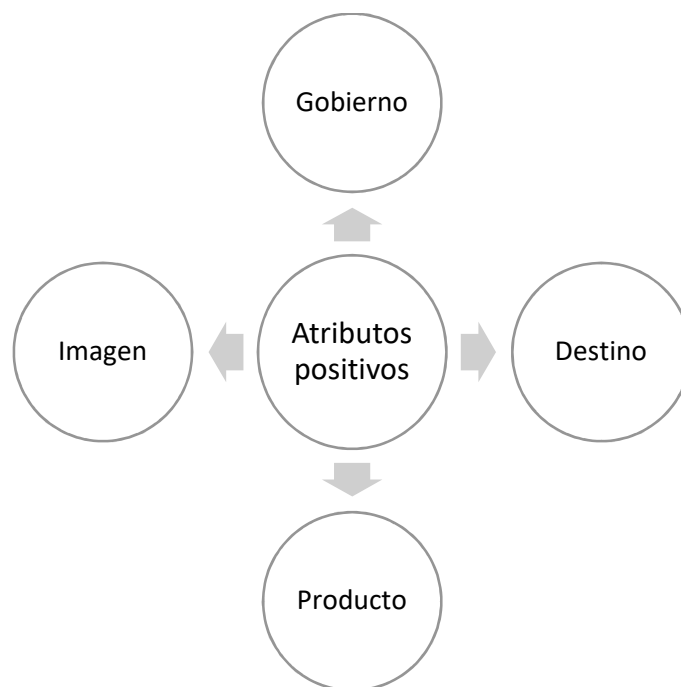 Gobierno
Imagen
Atributos
positivos
Destino
Producto